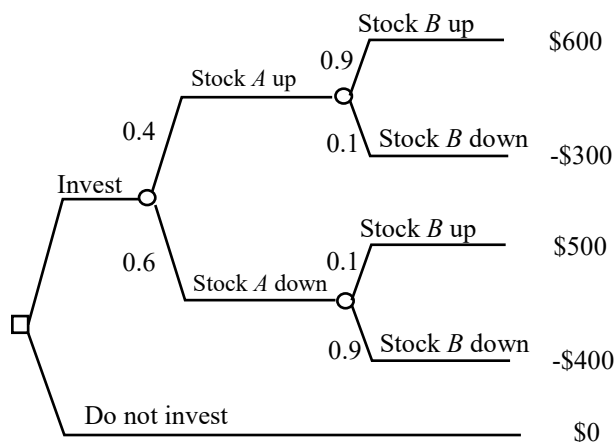 Stock B up
$600
0.9
Stock A up
0.4
0.1
Stock B down
-$300
Invest
Stock B up
$500
0.6
0.1
Stock A down
0.9
Stock B down
-$400
Do not invest
$0